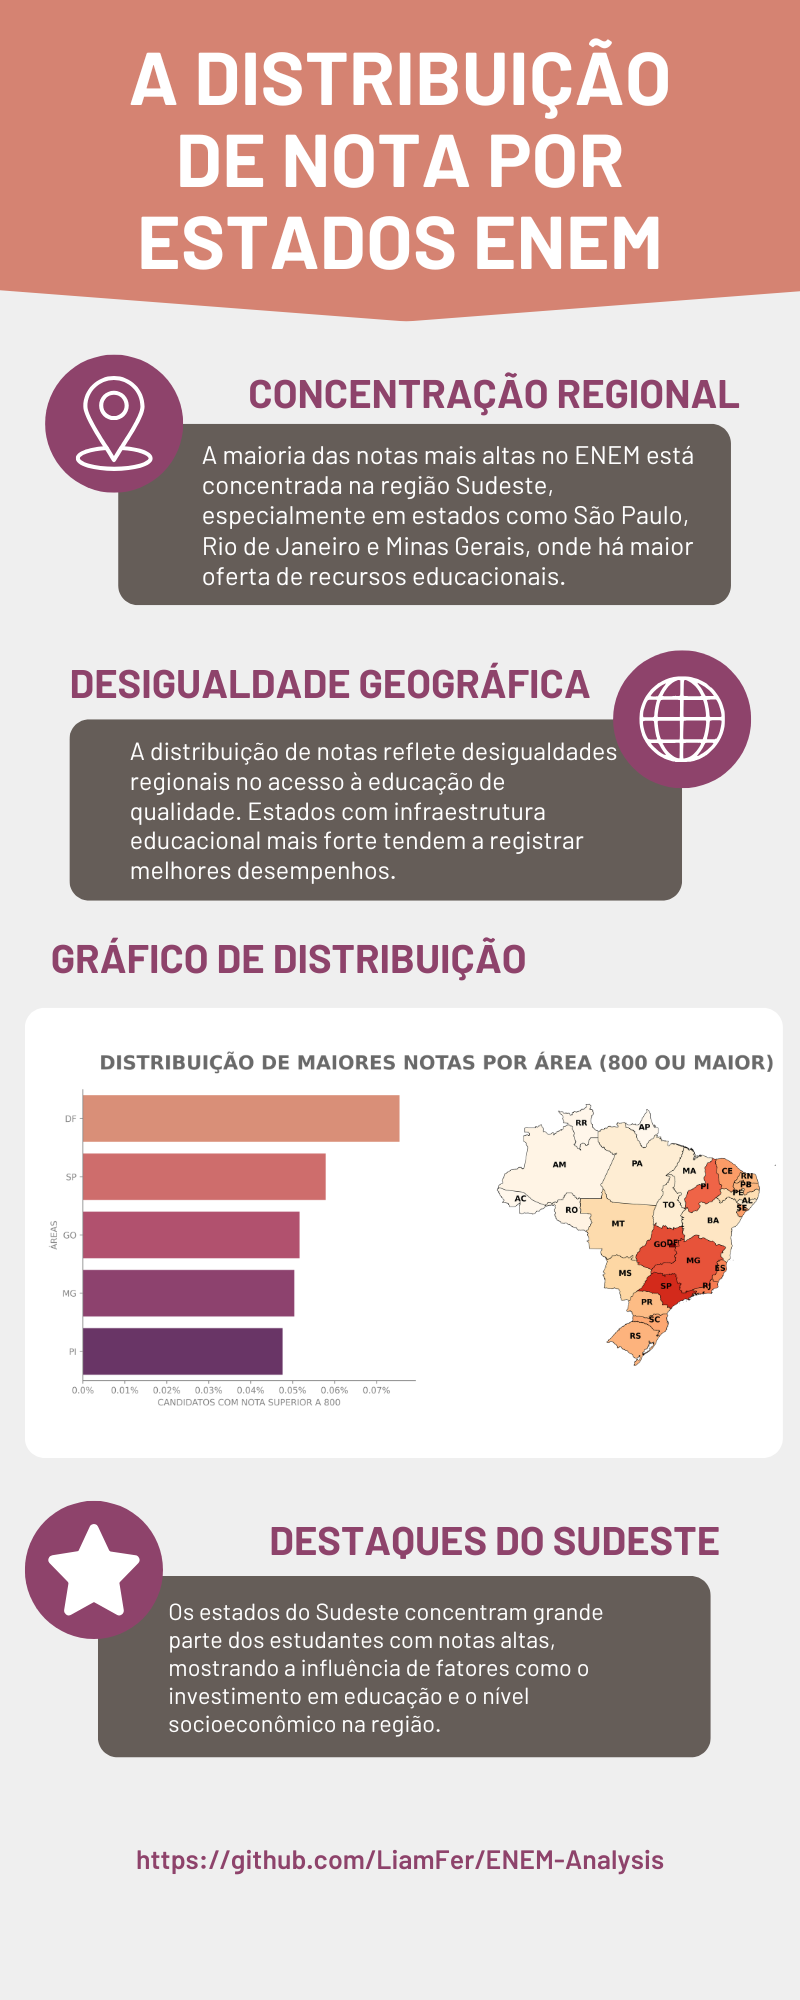 A DISTRIBUIÇÃO
DE NOTA POR
ESTADOS ENEM
CONCENTRAÇÃO REGIONAL
A maioria das notas mais altas no ENEM está
concentrada na região Sudeste,
especialmente em estados como São Paulo,
Rio de Janeiro e Minas Gerais, onde há maior
oferta de recursos educacionais.
DESIGUALDADE GEOGRÁFICA
A distribuição de notas reflete desigualdades
regionais no acesso à educação de
qualidade. Estados com infraestrutura
educacional mais forte tendem a registrar
melhores desempenhos.
GRÁFICO DE DISTRIBUIÇÃO
DISTRIBUIÇÃO DE MAIORES NOTAS POR ÁREA (800 OU MAIOR)
ÁREAS
DF
SP
GO
MG
PI
0.0% 0.01% 0.02% 0.03% 0.04% 0.05% 0.06% 0.07%
CANDIDATOS COM NOTA SUPERIOR A 800
RR
AP
AM
PA
MA
CE
RN
PB
PI
PE
AL
SE
AC
RO
TO
BA
MT
GO
DF
MG
MS
ES
SP
RJ
PR
SC
RS
DESTAQUES DO SUDESTE
Os estados do Sudeste concentram grande
parte dos estudantes com notas altas,
mostrando a influência de fatores como o
investimento em educação e o nível
socioeconômico na região.
https://github.com/LiamFer/ENEM-Analysis